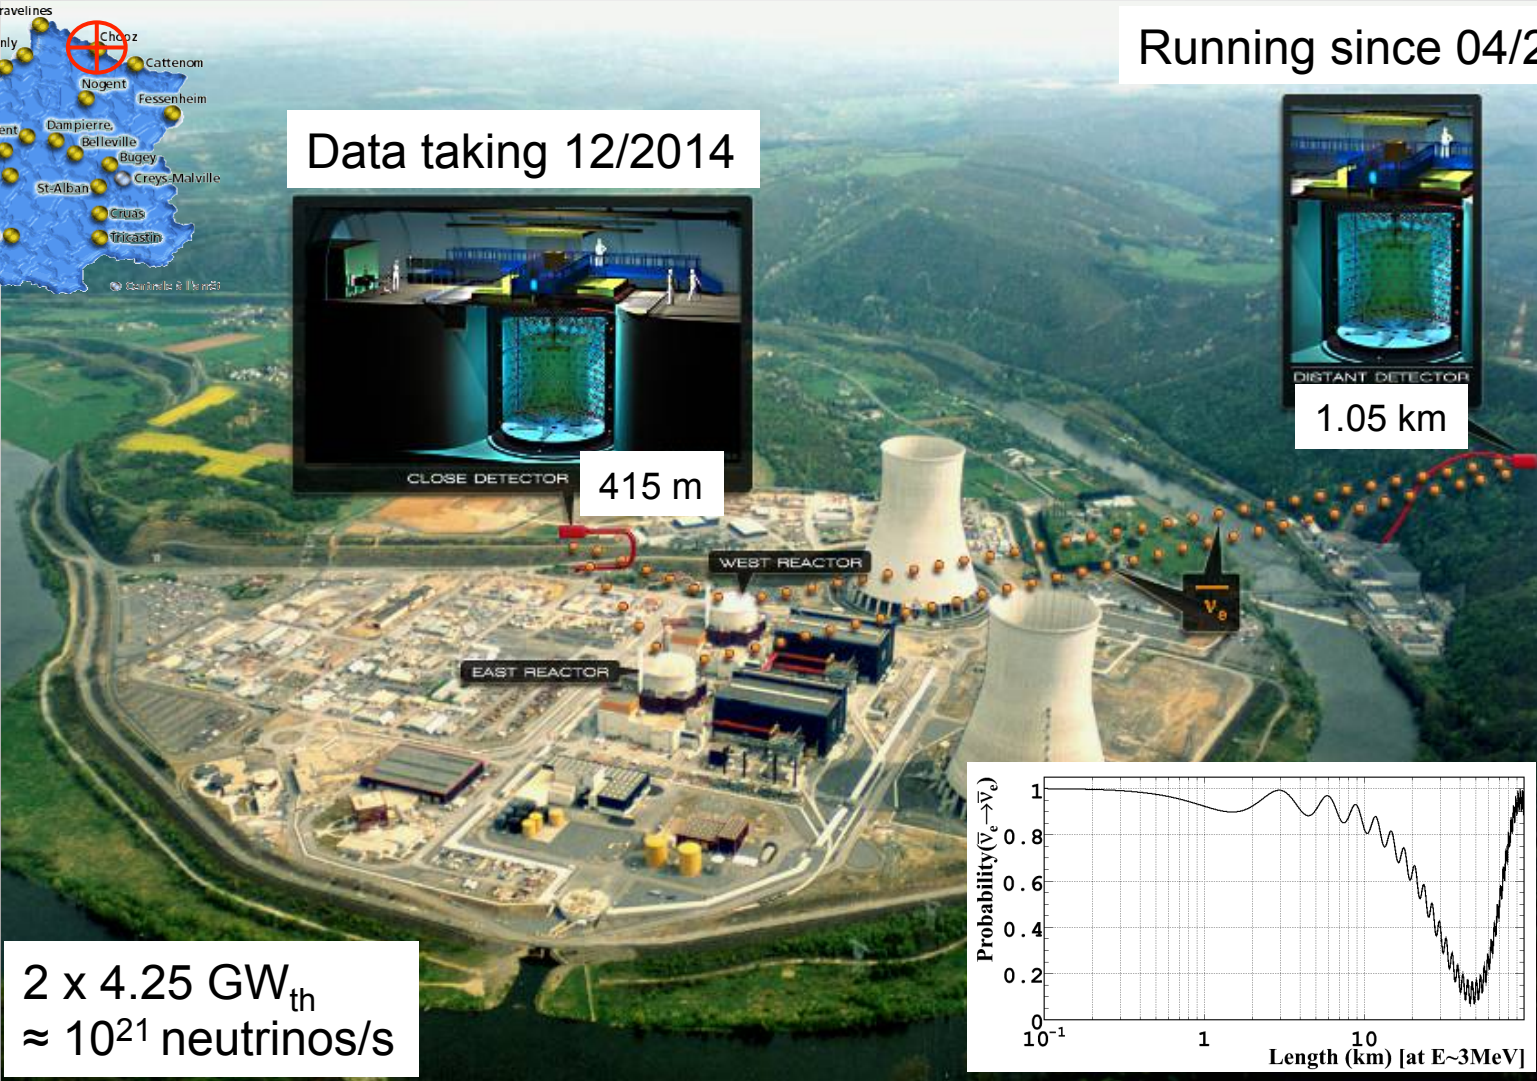 Chooz
Cattenom
Nogent
Fessenheim
Dampierre,
Belleville
Bugey
Creys-Malville
St-Alban
Cruas
Tricastin
Running since 04/2
Data taking 12/2014
DISTANT DETECTOR
1.05 km
CLOSE DETECTOR
415 m
WEST REACTOR
EAST REACTOR
ν̅e
2 x 4.25 GWth
≈ 10²¹ neutrinos/s
Probability(ν̅e→ν̅e)
1
0.8
0.6
0.4
0.2
0
10⁻¹ 1 10
Length (km) [at E~3MeV]